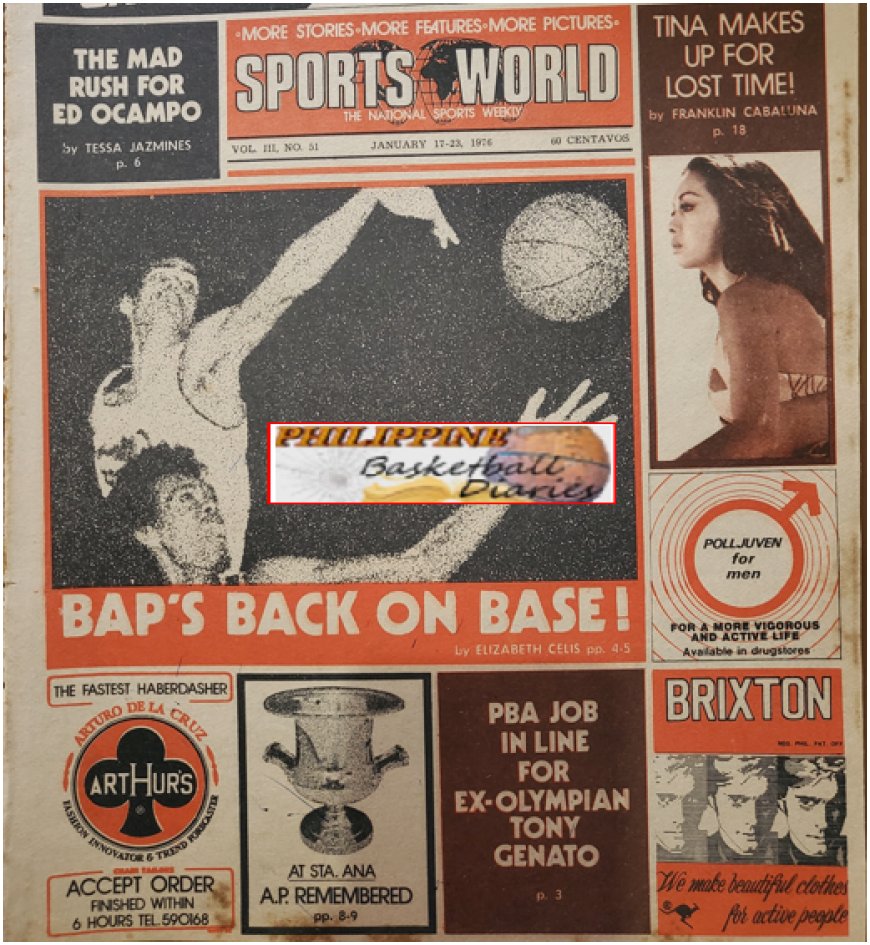 THE MAD
RUSH FOR
ED OCAMPO
by TESSA JAZMINES
p. 6
•MORE STORIES•MORE FEATURES•MORE PICTURES•
SPORTS WORLD
THE NATIONAL SPORTS WEEKLY
VOL. III, NO. 51 JANUARY 17-23, 1976 60 CENTAVOS
TINA MAKES
UP FOR
LOST TIME!
by FRANKLIN CABALUNA
p. 18
PHILIPPINE
Basketball
Diaries
BAP'S BACK ON BASE!
by ELIZABETH CELIS pp. 4-5
POLLJUVEN
for
men
FOR A MORE VIGOROUS
AND ACTIVE LIFE
Available in drugstores
THE FASTEST HABERDASHER
ARTURO DE LA CRUZ
ARTHUR'S
FASHION INNOVATOR & TREND FORECASTER
ACCEPT ORDER
FINISHED WITHIN
6 HOURS TEL. 590168
AT STA. ANA
A.P. REMEMBERED
pp. 8-9
PBA JOB
IN LINE
FOR
EX-OLYMPIAN
TONY
GENATO
p. 3
BRIXTON
REG. PHIL. PAT. OFF
We make beautiful clothes
® for active people